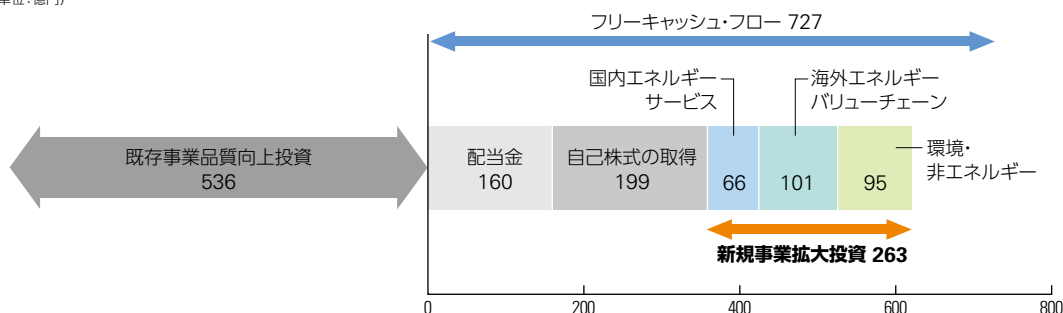 単位：億円）
フリーキャッシュ・フロー 727
国内エネルギー
サービス
海外エネルギー
バリューチェーン
既存事業品質向上投資
536
配当金
160
自己株式の取得
199
66
101
95
環境・
非エネルギー
新規事業拡大投資 263
0 200 400 600 800